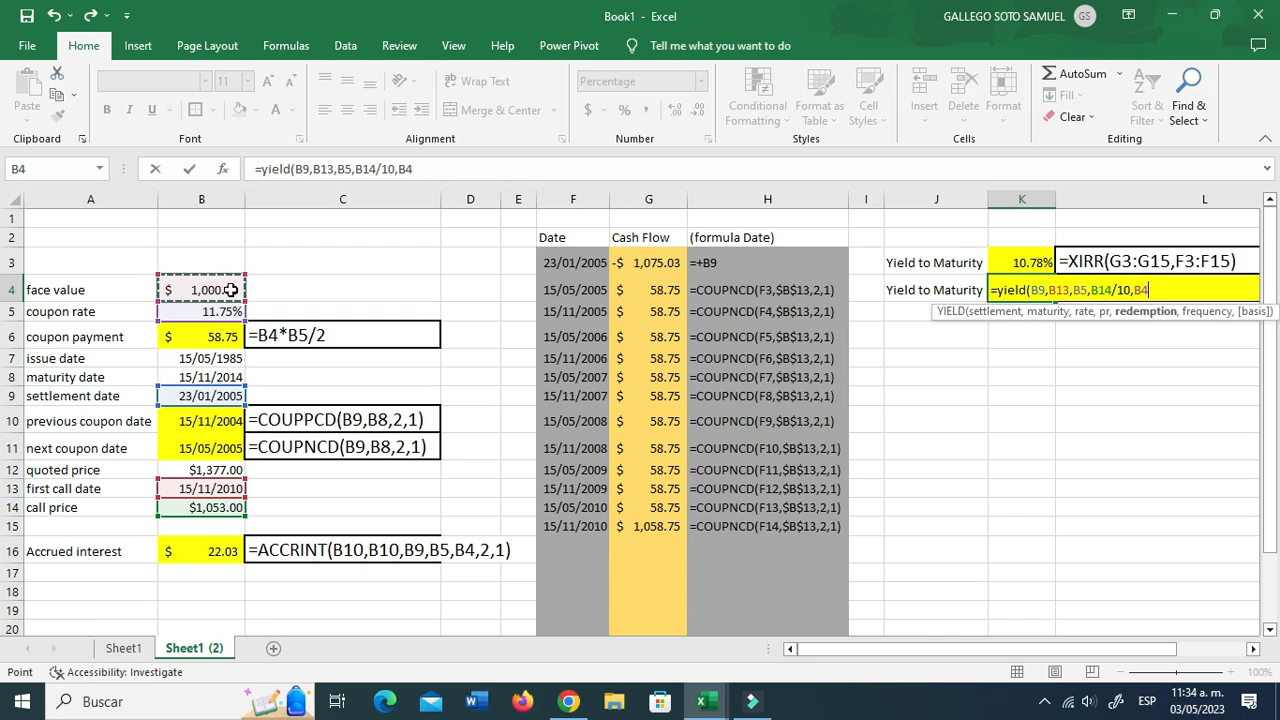 Book1 - Excel
GALLEGO SOTO SAMUEL GS
File Home Insert Page Layout Formulas Data Review View Help Power Pivot Tell me what you want to do
Paste
11 A A
B I U A
Wrap Text
Merge & Center
Percentage
$ %
Conditional Formatting
Format as Table
Cell Styles
Insert Delete Format
AutoSum
Fill
Clear
Sort & Filter
Find & Select
Clipboard Font Alignment Number Styles Cells Editing
B4 fx =yield(B9,B13,B5,B14/10,B4
A B C D E F G H I J K L
1
2 Date Cash Flow (formula Date)
3 23/01/2005 -$ 1,075.03 =+B9 Yield to Maturity 10.78% =XIRR(G3:G15,F3:F15)
4 face value $ 1,000. 15/05/2005 $ 58.75 =COUPNCD(F3,$B$13,2,1) Yield to Maturity =yield(B9,B13,B5,B14/10,B4
YIELD(settlement, maturity, rate, pr, redemption, frequency, [basis])
5 coupon rate 11.75% 15/11/2005 $ 58.75 =COUPNCD(F4,$B$13,2,1)
6 coupon payment $ 58.75 =B4*B5/2 15/05/2006 $ 58.75 =COUPNCD(F5,$B$13,2,1)
7 issue date 15/05/1985 15/11/2006 $ 58.75 =COUPNCD(F6,$B$13,2,1)
8 maturity date 15/11/2014 15/05/2007 $ 58.75 =COUPNCD(F7,$B$13,2,1)
9 settlement date 23/01/2005 15/11/2007 $ 58.75 =COUPNCD(F8,$B$13,2,1)
10 previous coupon date 15/11/2004 =COUPPCD(B9,B8,2,1) 15/05/2008 $ 58.75 =COUPNCD(F9,$B$13,2,1)
11 next coupon date 15/05/2005 =COUPNCD(B9,B8,2,1) 15/11/2008 $ 58.75 =COUPNCD(F10,$B$13,2,1)
12 quoted price $1,377.00 15/05/2009 $ 58.75 =COUPNCD(F11,$B$13,2,1)
13 first call date 15/11/2010 15/11/2009 $ 58.75 =COUPNCD(F12,$B$13,2,1)
14 call price $1,053.00 15/05/2010 $ 58.75 =COUPNCD(F13,$B$13,2,1)
15 15/11/2010 $ 1,058.75 =COUPNCD(F14,$B$13,2,1)
16 Accrued interest $ 22.03 =ACCRINT(B10,B10,B9,B5,B4,2,1)
17
18
19
20
Sheet1 Sheet1 (2)
Point Accessibility: Investigate 100%
Buscar ESP 11:34 a. m.
03/05/2023